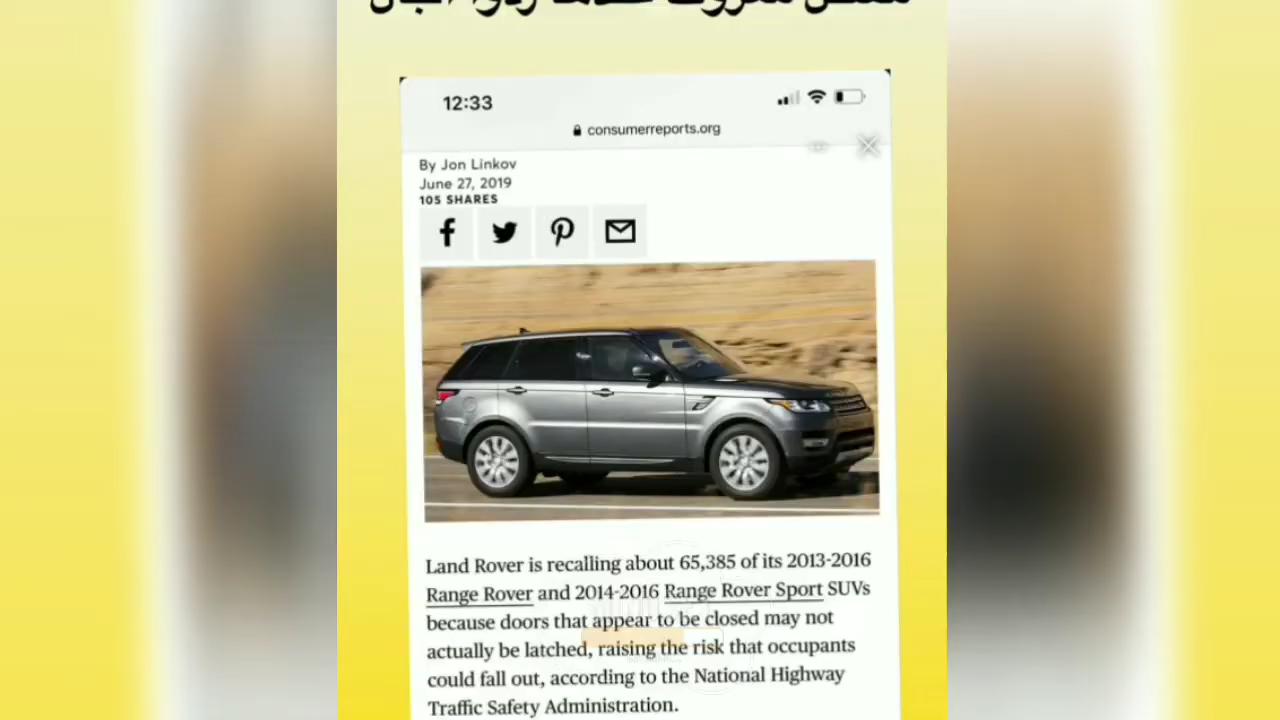 12:33
consumerreports.org
By Jon Linkov
June 27, 2019
105 SHARES
Land Rover is recalling about 65,385 of its 2013-2016
Range Rover and 2014-2016 Range Rover Sport SUVs
because doors that appear to be closed may not
actually be latched, raising the risk that occupants
could fall out, according to the National Highway
Traffic Safety Administration.